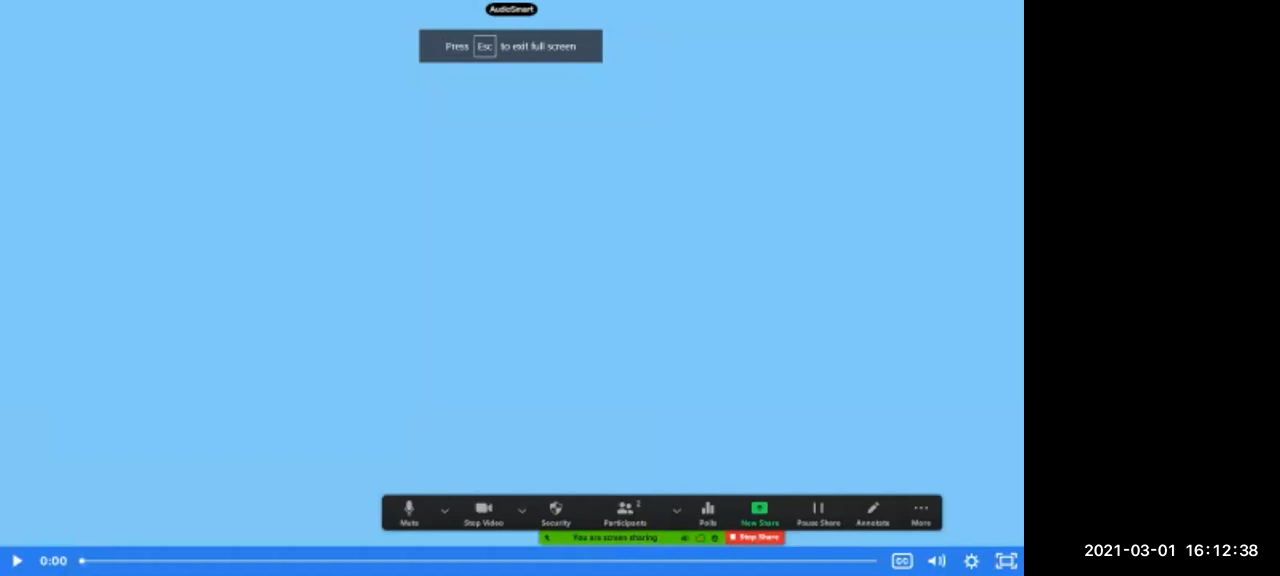 AudioSmart
Press Esc to exit full screen
Mute Stop Video Security Participants 2 Polls New Share Pause Share Annotate More
You are screen sharing Stop Share
0:00 CC
2021-03-01 16:12:38